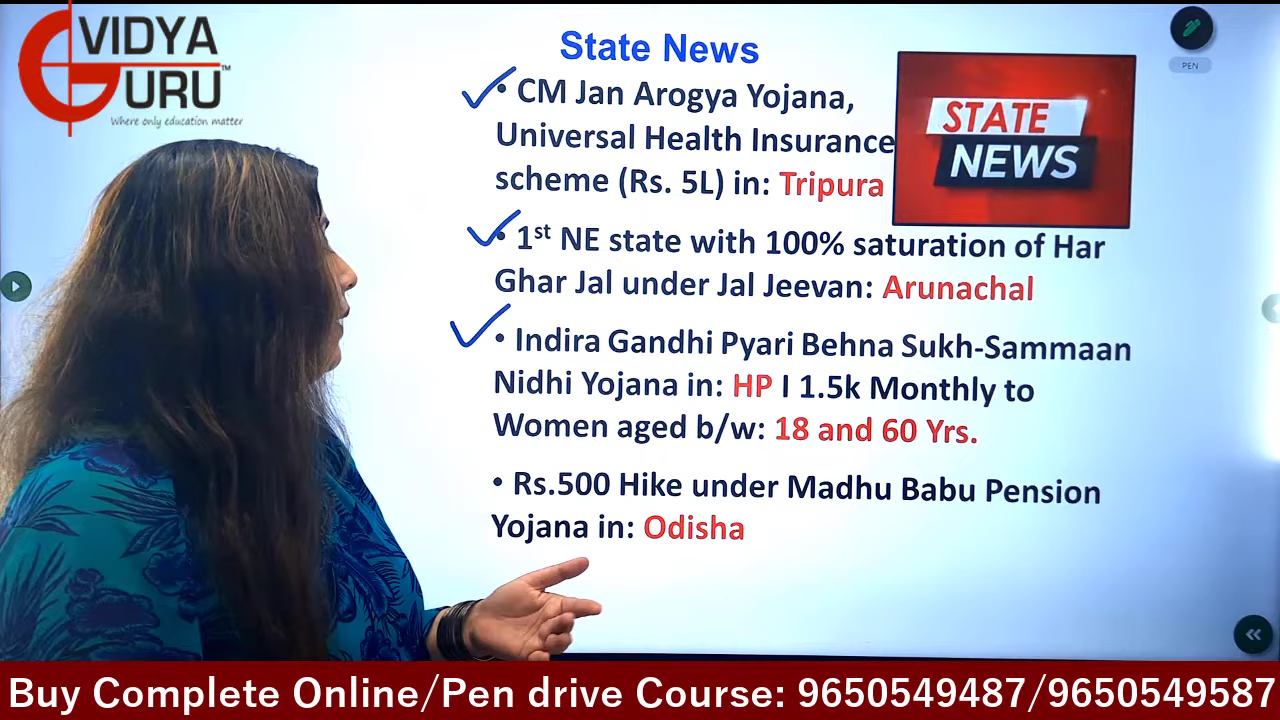 VIDYA
GURU™
Where only education matter
State News
• CM Jan Arogya Yojana,
Universal Health Insurance
scheme (Rs. 5L) in: Tripura
STATE
NEWS
PEN
• 1st NE state with 100% saturation of Har
Ghar Jal under Jal Jeevan: Arunachal
• Indira Gandhi Pyari Behna Sukh-Sammaan
Nidhi Yojana in: HP I 1.5k Monthly to
Women aged b/w: 18 and 60 Yrs.
• Rs.500 Hike under Madhu Babu Pension
Yojana in: Odisha
Buy Complete Online/Pen drive Course: 9650549487/9650549587